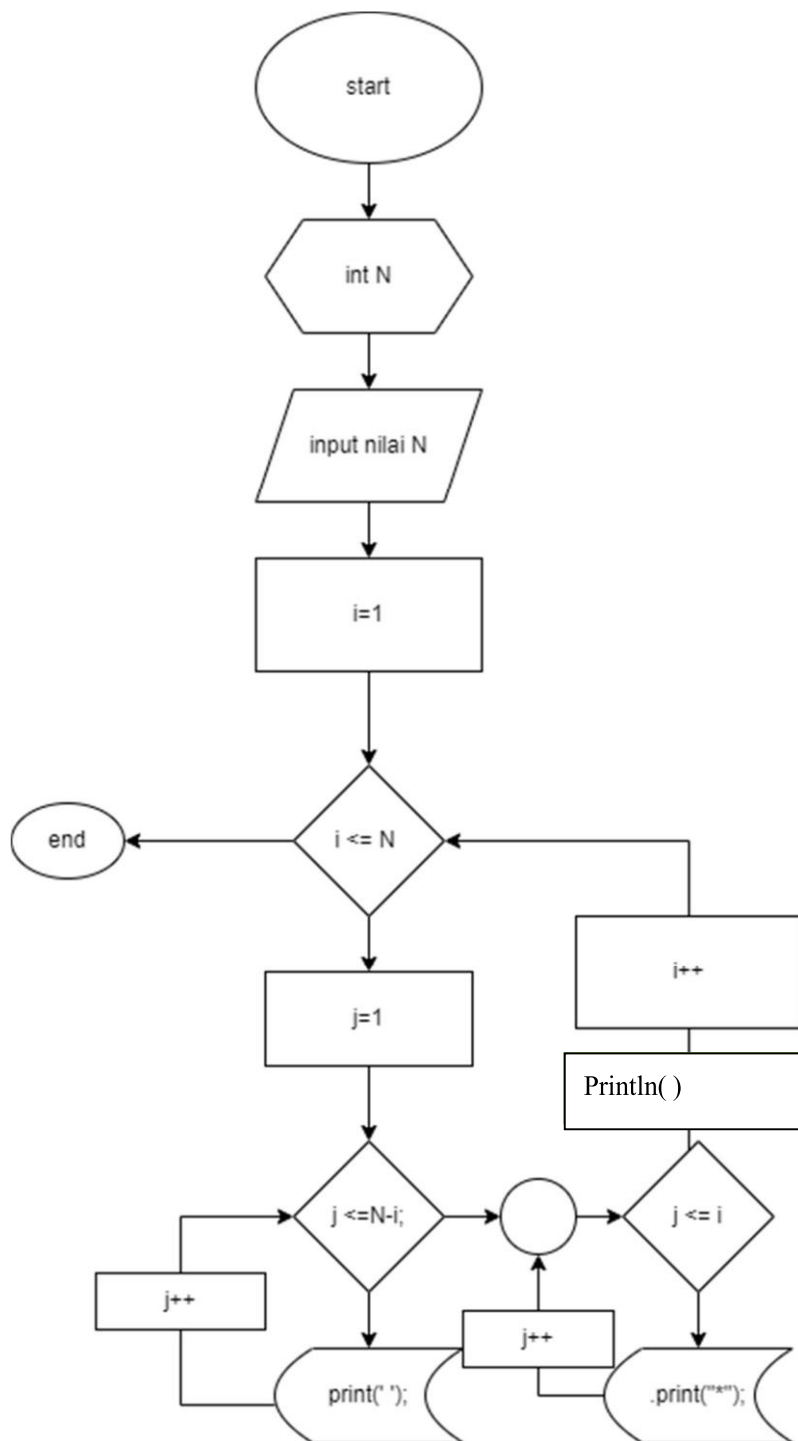 start
int N
input nilai N
i=1
end
i <= N
i++
j=1
Println( )
j <=N-i;
j <= i
j++
j++
print(' ');
.print("*");